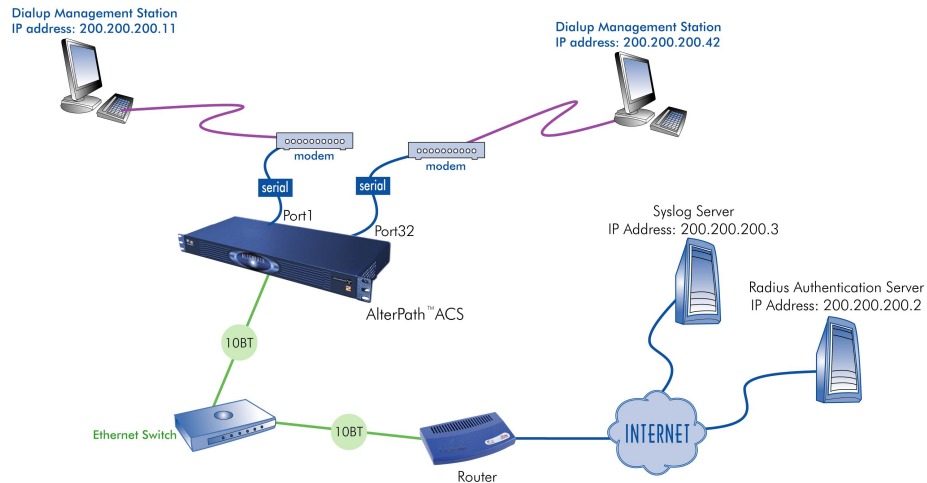 Dialup Management Station
IP address: 200.200.200.11
Dialup Management Station
IP address: 200.200.200.42
modem
modem
serial
serial
Port1
Port32
Syslog Server
IP Address: 200.200.200.3
Radius Authentication Server
IP Address: 200.200.200.2
AlterPath™ACS
10BT
Ethernet Switch
10BT
INTERNET
Router